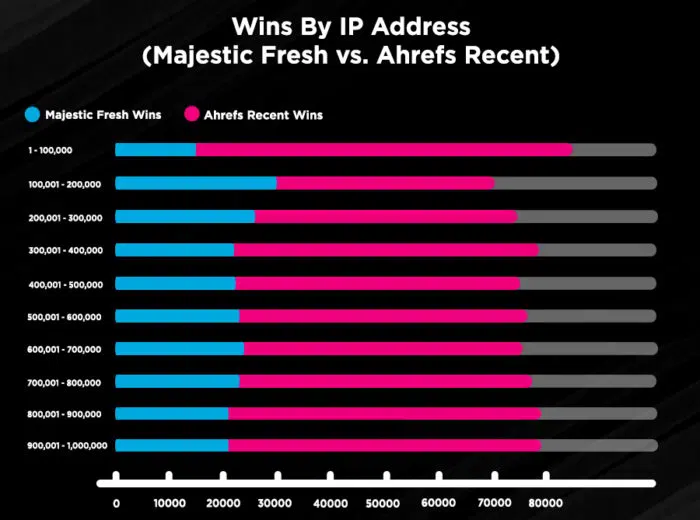 Wins By IP Address
(Majestic Fresh vs. Ahrefs Recent)
Majestic Fresh Wins Ahrefs Recent Wins
1 - 100,000
100,001 - 200,000
200,001 - 300,000
300,001 - 400,000
400,001 - 500,000
500,001 - 600,000
600,001 - 700,000
700,001 - 800,000
800,001 - 900,000
900,001 - 1,000,000
0 10000 20000 30000 40000 50000 60000 70000 80000